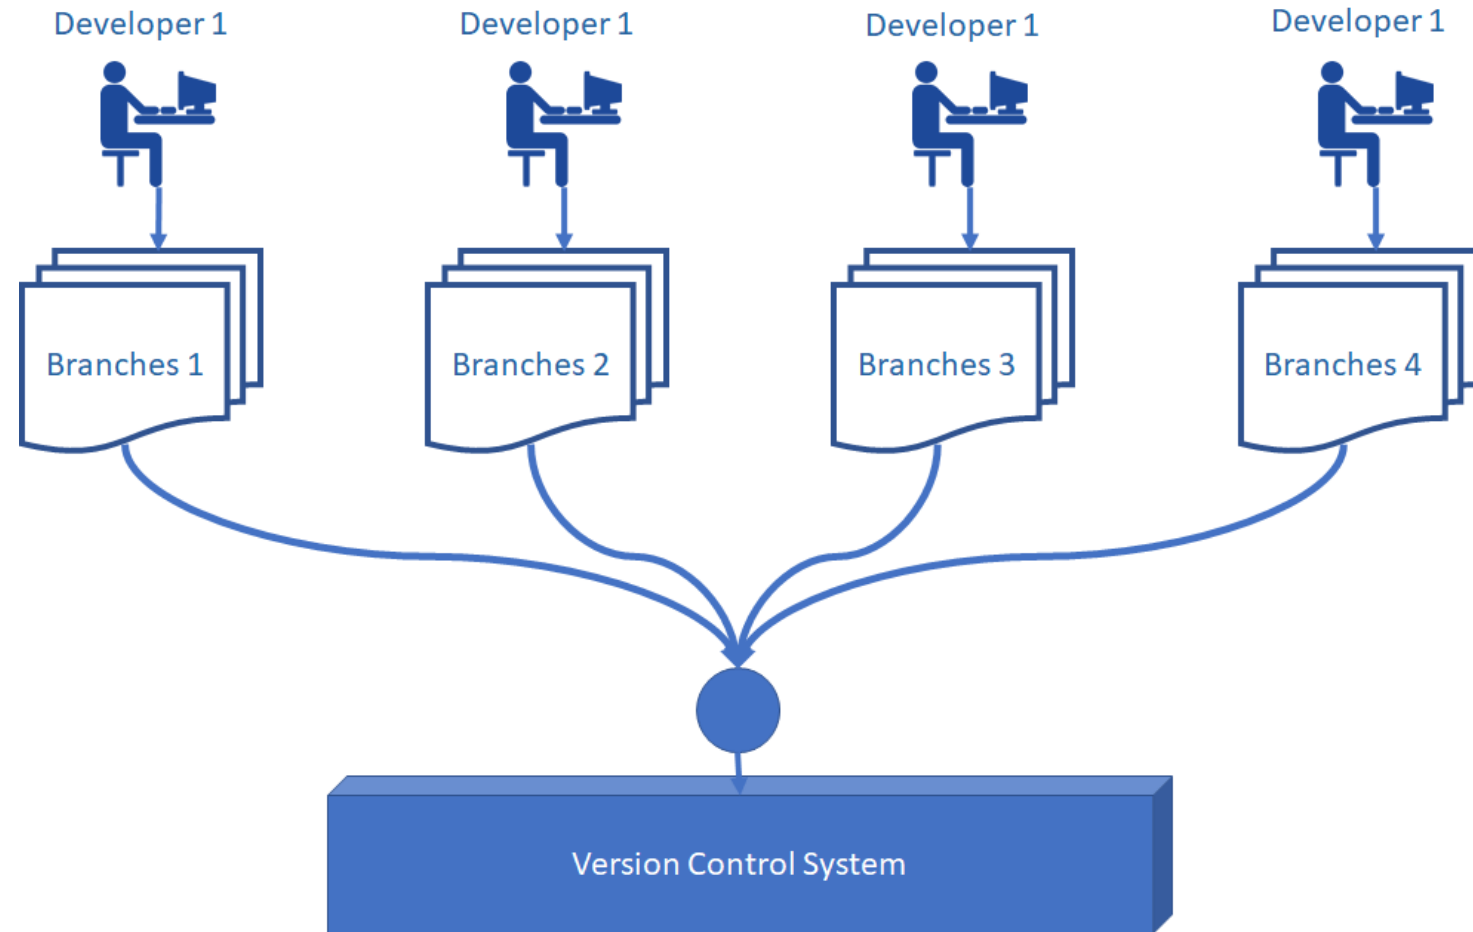 Developer 1
Developer 1
Developer 1
Developer 1
Branches 1
Branches 2
Branches 3
Branches 4
Version Control System